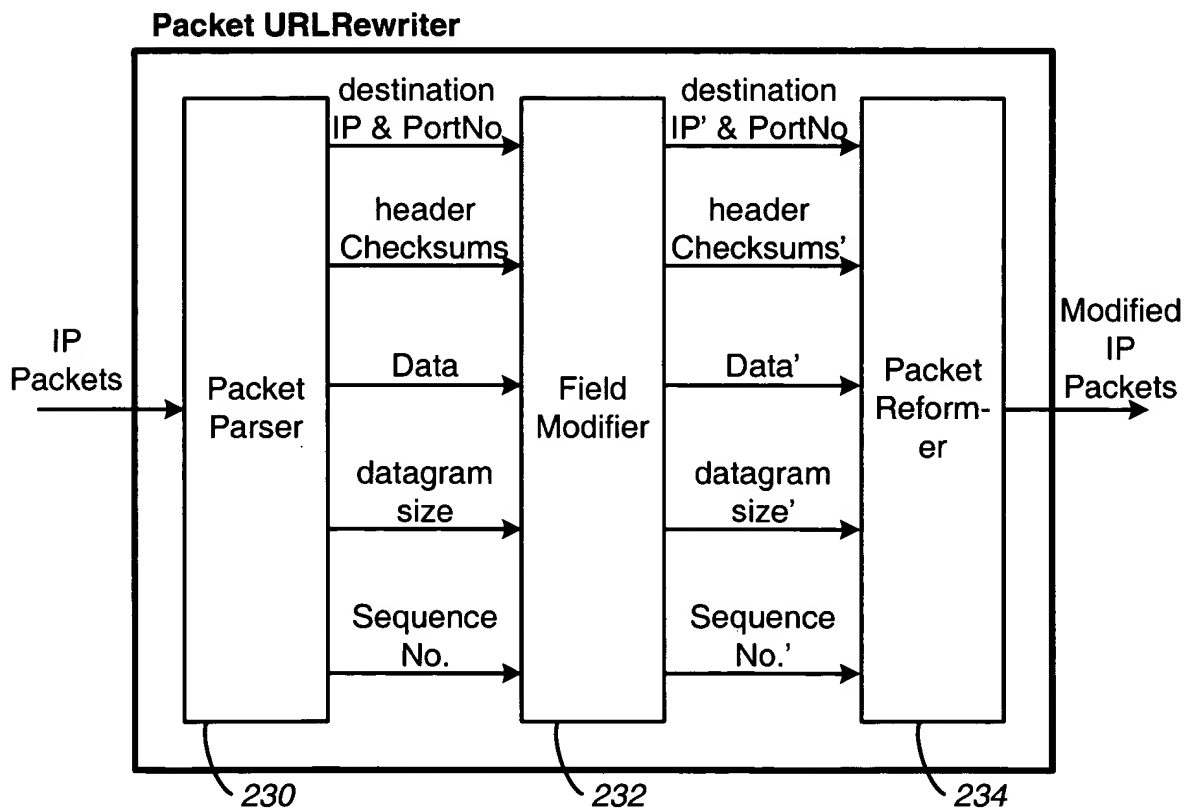 Packet URLRewriter
destination
IP & PortNo
destination
IP' & PortNo
header
Checksums
header
Checksums'
IP
Packets
Packet
Parser
Data
Field
Modifier
Data'
Packet
Reform-
er
Modified
IP
Packets
datagram
size
datagram
size'
Sequence
No.
Sequence
No.'
230
232
234